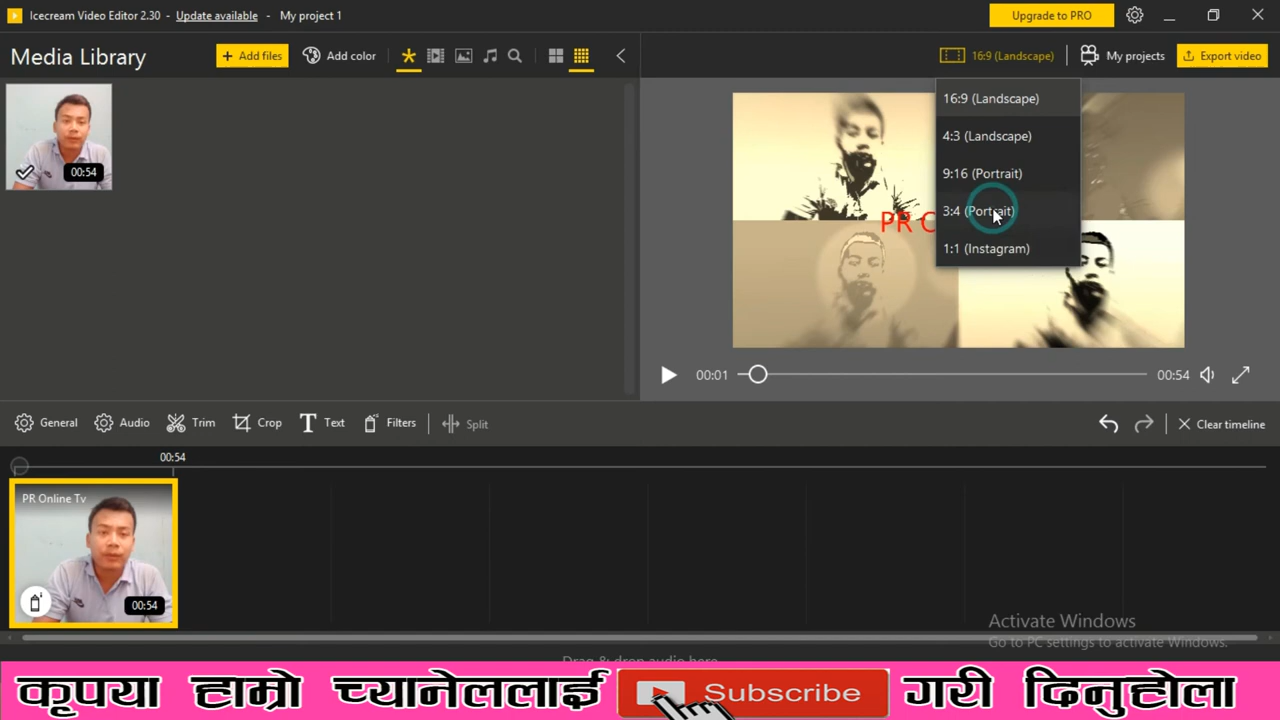 Icecream Video Editor 2.30 - Update available - My project 1
Upgrade to PRO
Media Library
+ Add files
Add color
16:9 (Landscape)
My projects
Export video
16:9 (Landscape)
4:3 (Landscape)
9:16 (Portrait)
3:4 (Portrait)
1:1 (Instagram)
00:54
PR C
00:01
00:54
General
Audio
Trim
Crop
Text
Filters
Split
Clear timeline
00:54
PR Online Tv
00:54
Activate Windows
Go to PC settings to activate Windows.
Drag & drop audio here
कृपया हाम्रो च्यानेललाई Subscribe गरी दिनुहोला